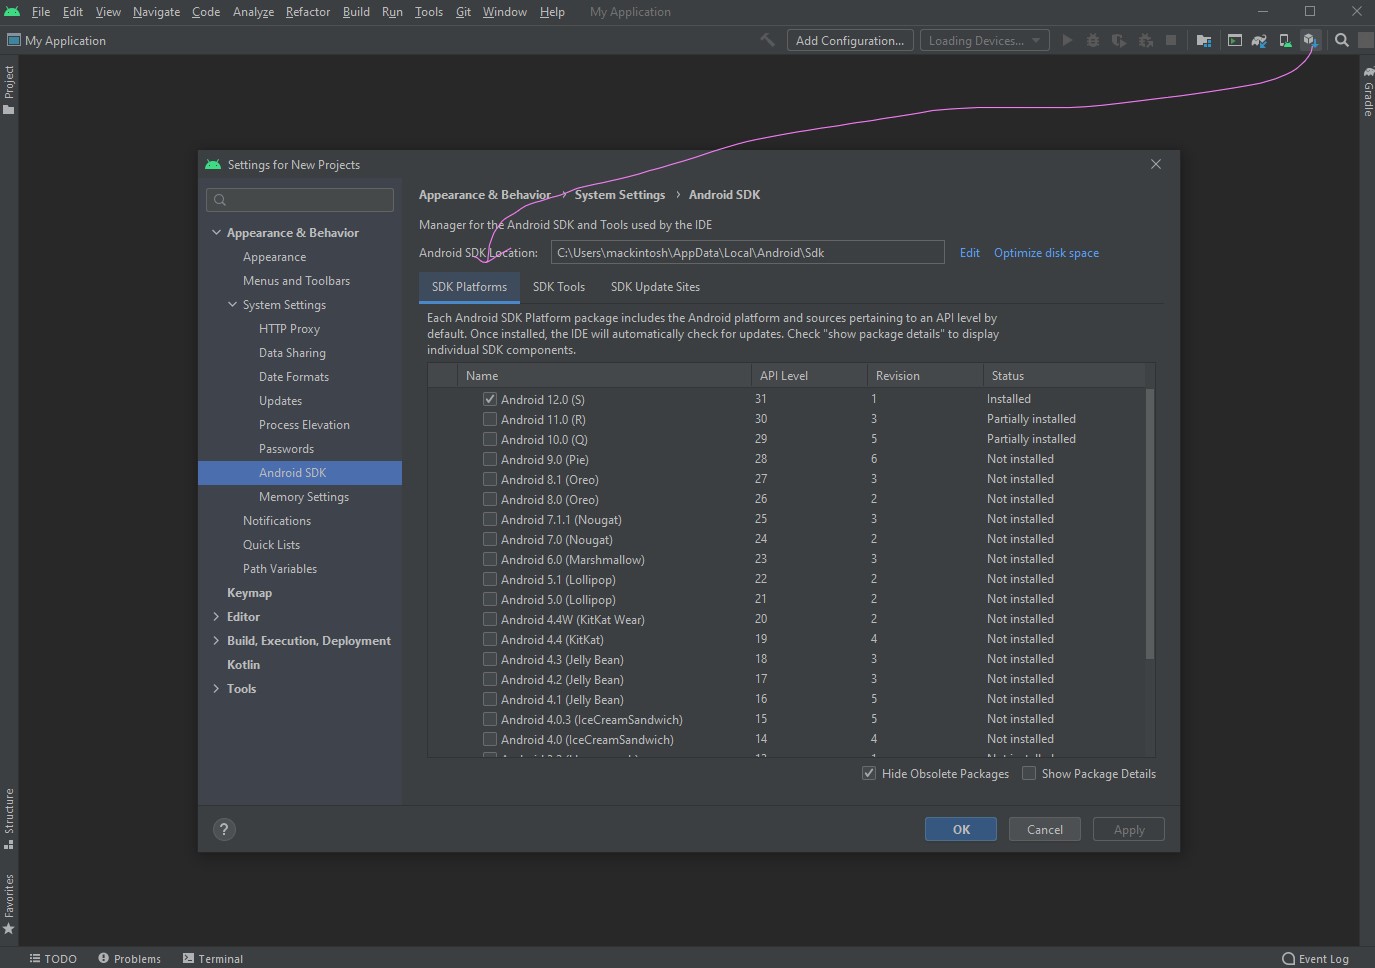 File Edit View Navigate Code Analyze Refactor Build Run Tools Git Window Help My Application
My Application Add Configuration... Loading Devices...
Project
Gradle
Structure
Favorites
Settings for New Projects
Appearance & Behavior
Appearance
Menus and Toolbars
System Settings
HTTP Proxy
Data Sharing
Date Formats
Updates
Process Elevation
Passwords
Android SDK
Memory Settings
Notifications
Quick Lists
Path Variables
Keymap
Editor
Build, Execution, Deployment
Kotlin
Tools
Appearance & Behavior › System Settings › Android SDK
Manager for the Android SDK and Tools used by the IDE
Android SDK Location: C:\Users\mackintosh\AppData\Local\Android\Sdk Edit Optimize disk space
SDK Platforms SDK Tools SDK Update Sites
Each Android SDK Platform package includes the Android platform and sources pertaining to an API level by
default. Once installed, the IDE will automatically check for updates. Check "show package details" to display
individual SDK components.
Name API Level Revision Status
Android 12.0 (S) 31 1 Installed
Android 11.0 (R) 30 3 Partially installed
Android 10.0 (Q) 29 5 Partially installed
Android 9.0 (Pie) 28 6 Not installed
Android 8.1 (Oreo) 27 3 Not installed
Android 8.0 (Oreo) 26 2 Not installed
Android 7.1.1 (Nougat) 25 3 Not installed
Android 7.0 (Nougat) 24 2 Not installed
Android 6.0 (Marshmallow) 23 3 Not installed
Android 5.1 (Lollipop) 22 2 Not installed
Android 5.0 (Lollipop) 21 2 Not installed
Android 4.4W (KitKat Wear) 20 2 Not installed
Android 4.4 (KitKat) 19 4 Not installed
Android 4.3 (Jelly Bean) 18 3 Not installed
Android 4.2 (Jelly Bean) 17 3 Not installed
Android 4.1 (Jelly Bean) 16 5 Not installed
Android 4.0.3 (IceCreamSandwich) 15 5 Not installed
Android 4.0 (IceCreamSandwich) 14 4 Not installed
Hide Obsolete Packages Show Package Details
? OK Cancel Apply
TODO Problems Terminal Event Log